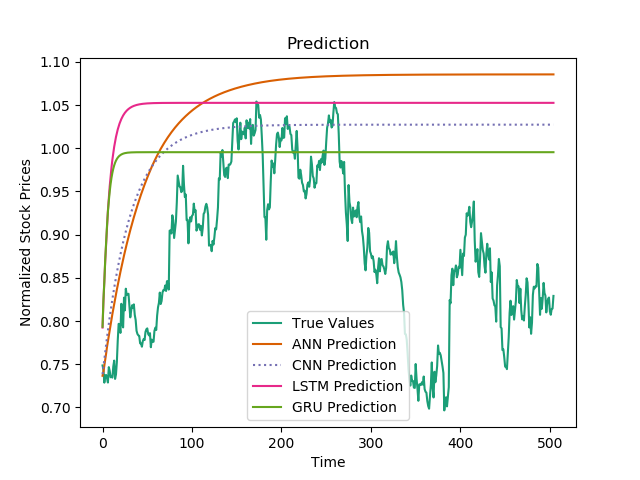 Prediction
1.10
1.05
1.00
0.95
0.90
0.85
0.80
0.75
0.70
Normalized Stock Prices
True Values
ANN Prediction
CNN Prediction
LSTM Prediction
GRU Prediction
0 100 200 300 400 500
Time